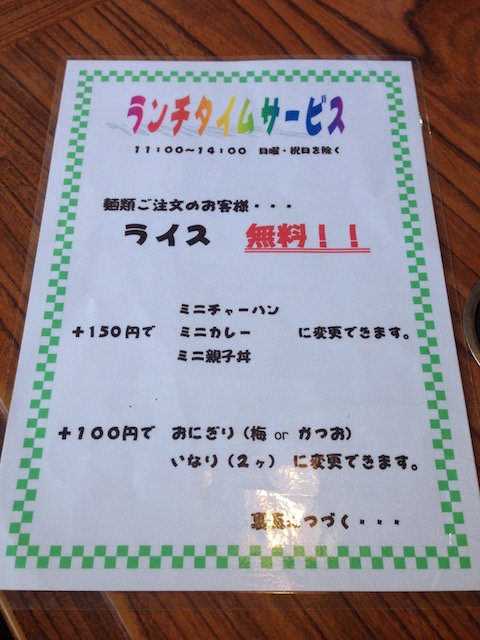 ランチタイムサービス
11:00〜14:00 日曜・祝日を除く
麺類ご注文のお客様・・・
ライス 無料！！
ミニチャーハン
+150円で ミニカレー に変更できます。
ミニ親子丼
+100円で おにぎり（梅 or かつお）
いなり（2ヶ） に変更できます。
裏面につづく・・・